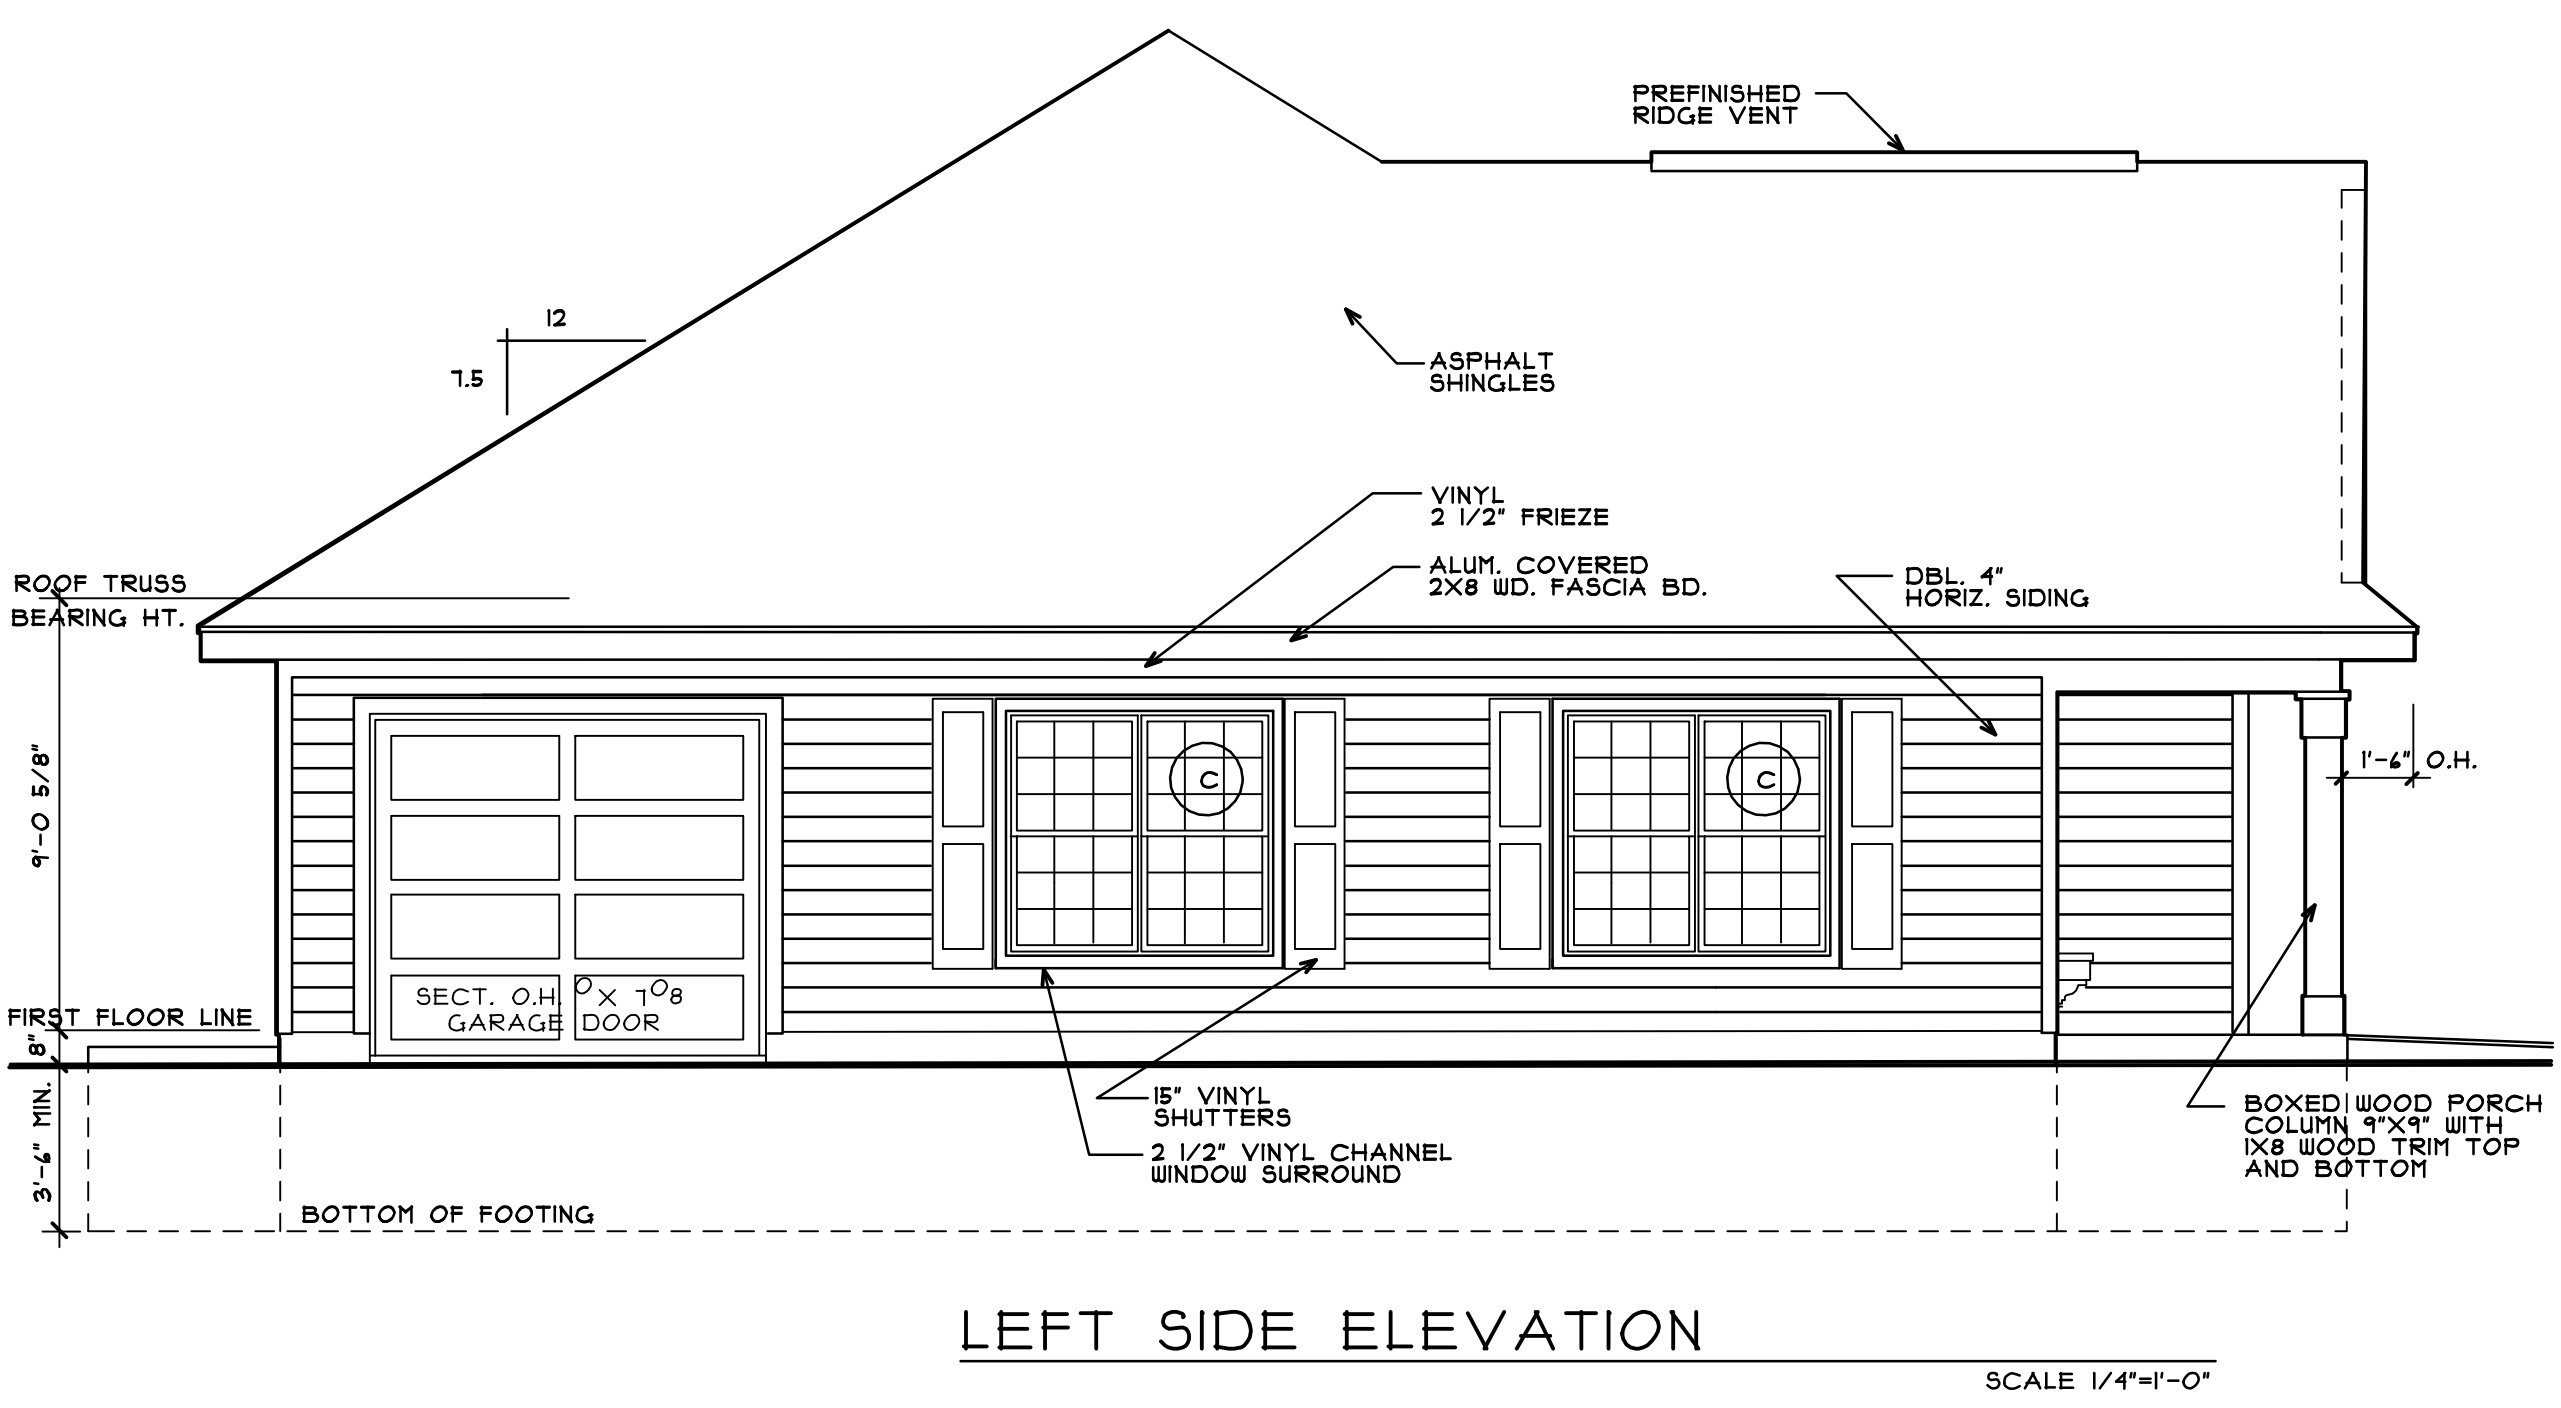 PREFINISHED
RIDGE VENT
12
7.5
ASPHALT
SHINGLES
VINYL
2 1/2" FRIEZE
ALUM. COVERED
2X8 WD. FASCIA BD.
DBL. 4"
HORIZ. SIDING
ROOF TRUSS
BEARING HT.
9'-0 5/8"
C
C
1'-6" O.H.
SECT. O.H. 0 X 7 0 8
GARAGE DOOR
FIRST FLOOR LINE
8"
3'-6" MIN.
15" VINYL
SHUTTERS
2 1/2" VINYL CHANNEL
WINDOW SURROUND
BOXED WOOD PORCH
COLUMN 9"X9" WITH
1X8 WOOD TRIM TOP
AND BOTTOM
BOTTOM OF FOOTING
LEFT SIDE ELEVATION
SCALE 1/4"=1'-0"